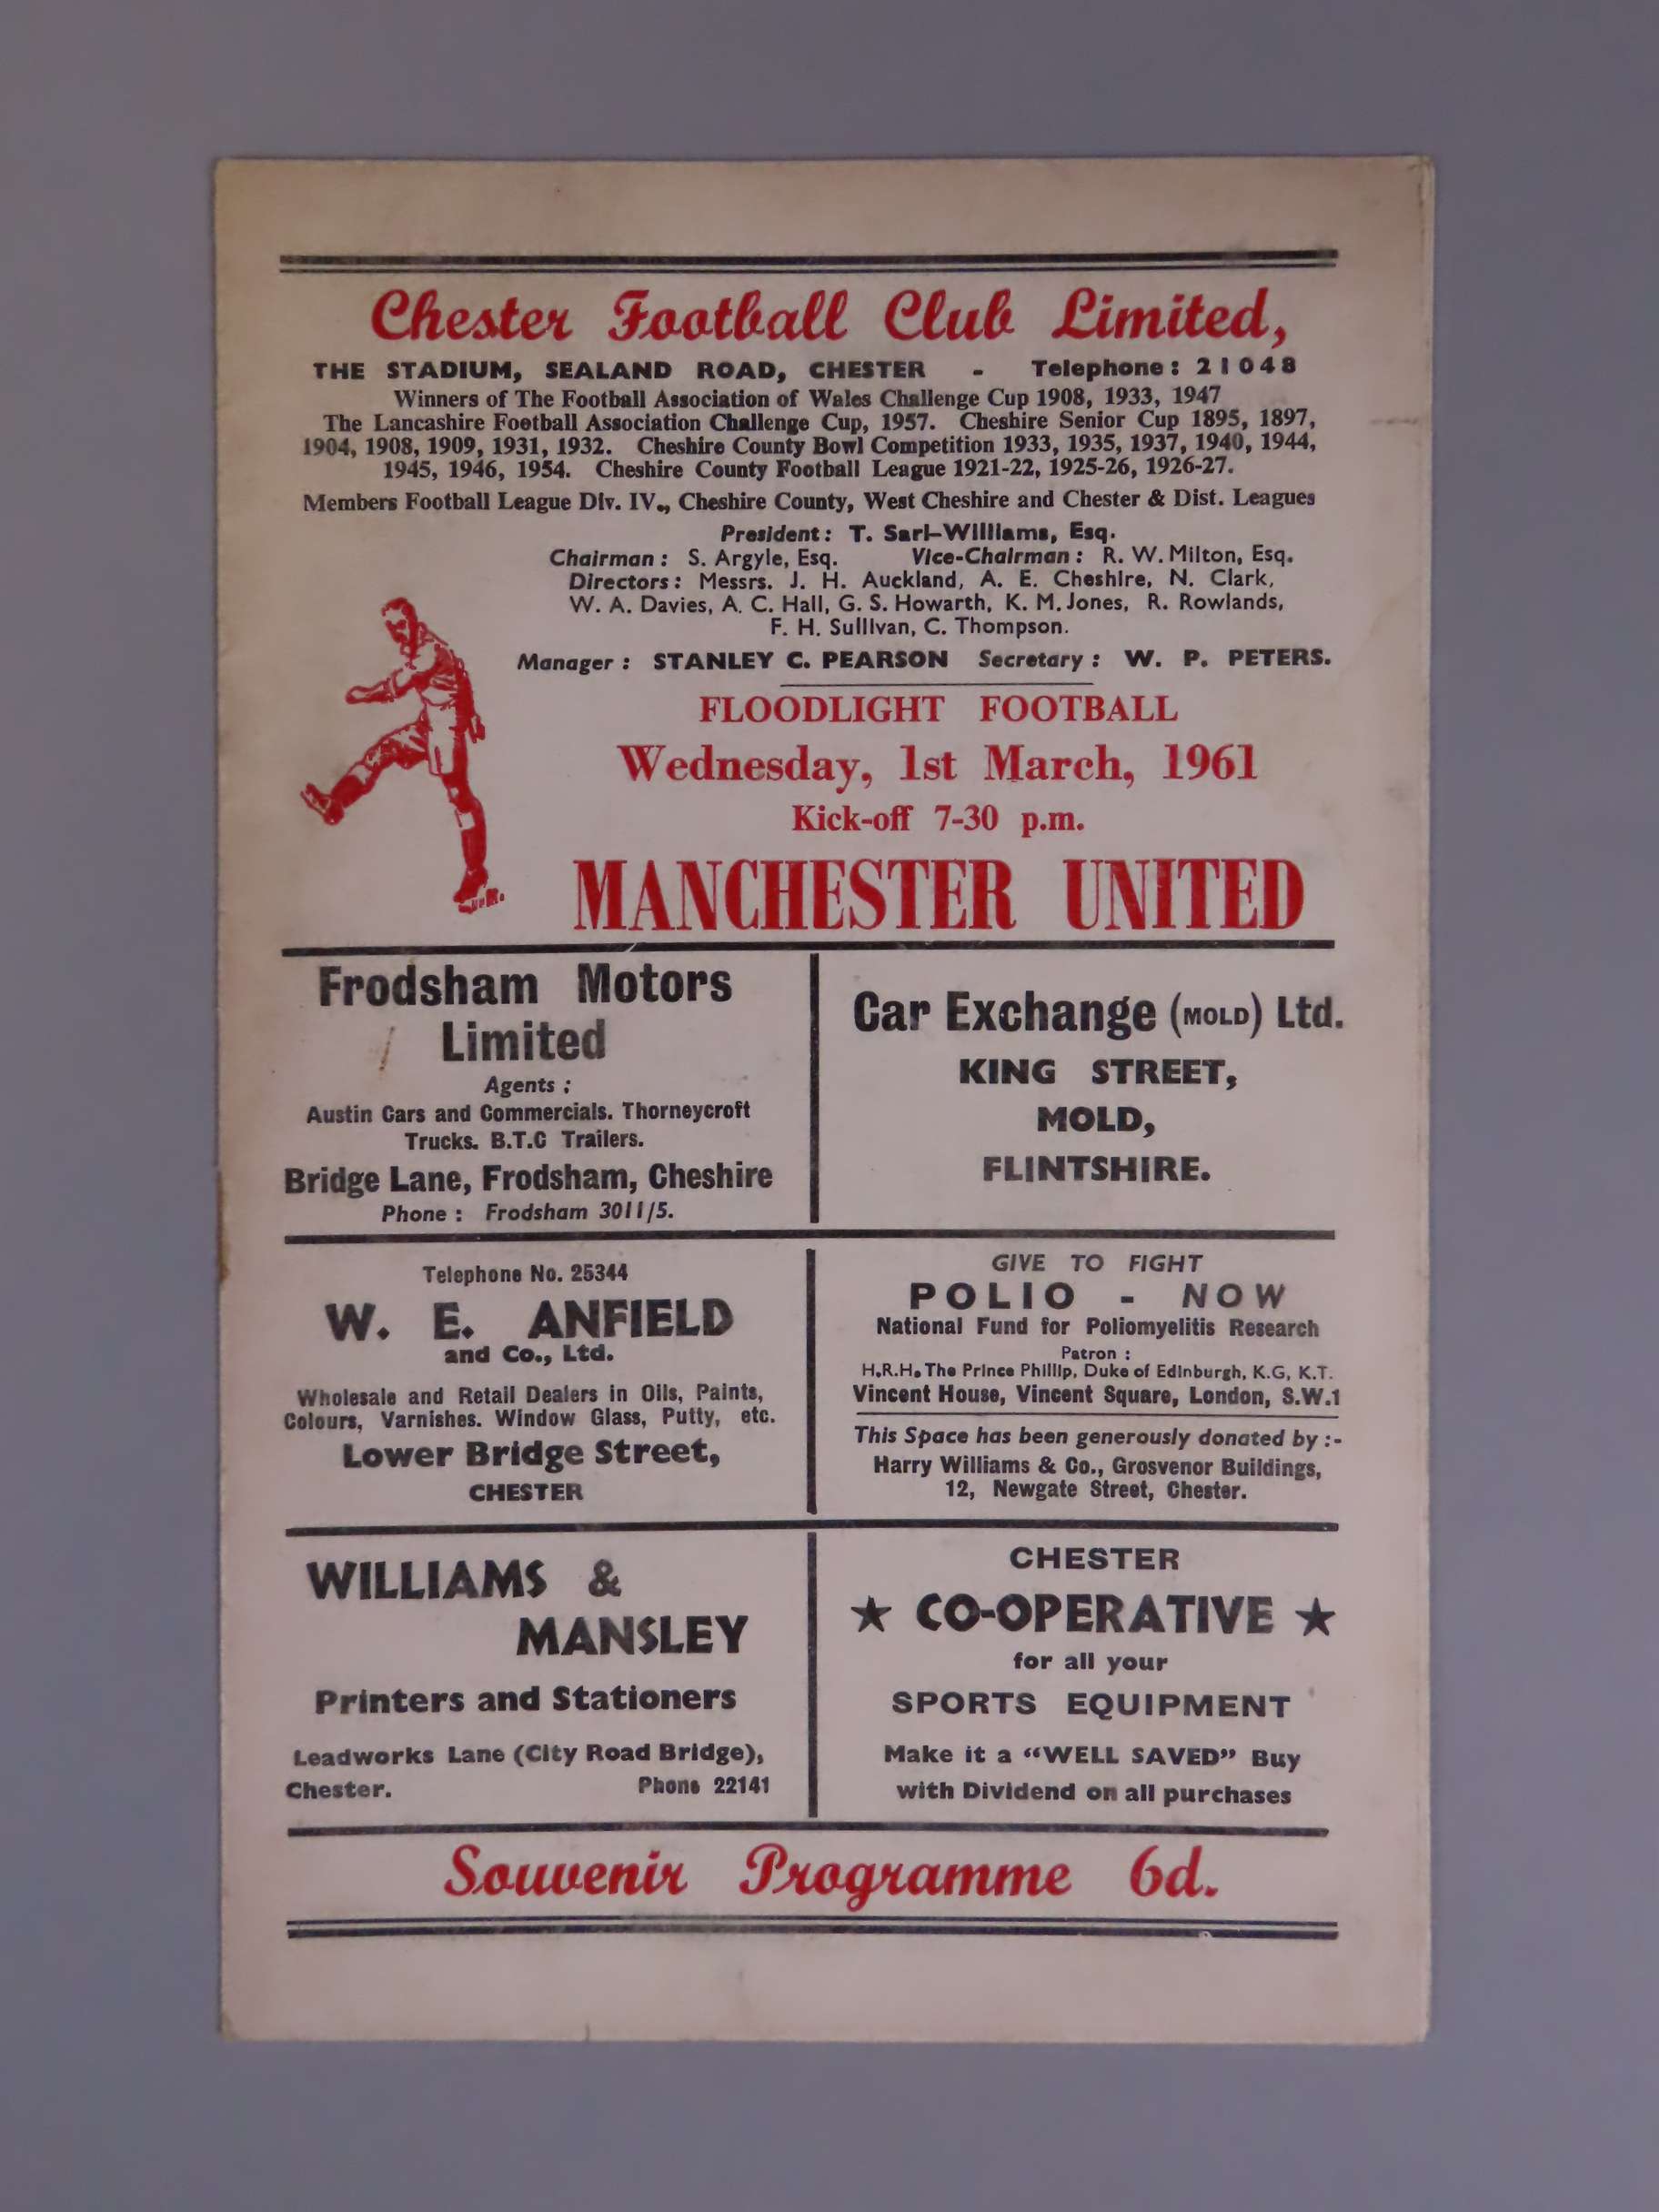 Chester Football Club Limited,
THE STADIUM, SEALAND ROAD, CHESTER - Telephone: 21048
Winners of The Football Association of Wales Challenge Cup 1908, 1933, 1947
The Lancashire Football Association Challenge Cup, 1957. Cheshire Senior Cup 1895, 1897,
1904, 1908, 1909, 1931, 1932. Cheshire County Bowl Competition 1933, 1935, 1937, 1940, 1944,
1945, 1946, 1954. Cheshire County Football League 1921-22, 1925-26, 1926-27.
Members Football League Div. IV., Cheshire County, West Cheshire and Chester & Dist. Leagues
President: T. Sarl-Williams, Esq.
Chairman: S. Argyle, Esq. Vice-Chairman: R. W. Milton, Esq.
Directors: Messrs. J. H. Auckland, A. E. Cheshire, N. Clark,
W. A. Davies, A. C. Hall, G. S. Howarth, K. M. Jones, R. Rowlands,
F. H. Sullivan, C. Thompson.
Manager: STANLEY C. PEARSON Secretary: W. P. PETERS.
FLOODLIGHT FOOTBALL
Wednesday, 1st March, 1961
Kick-off 7-30 p.m.
MANCHESTER UNITED
Frodsham Motors
Limited
Agents:
Austin Cars and Commercials. Thorneycroft
Trucks. B.T.C Trailers.
Bridge Lane, Frodsham, Cheshire
Phone: Frodsham 3011/5.
Car Exchange (MOLD) Ltd.
KING STREET,
MOLD,
FLINTSHIRE.
Telephone No. 25344
W. E. ANFIELD
and Co., Ltd.
Wholesale and Retail Dealers in Oils, Paints,
Colours, Varnishes. Window Glass, Putty, etc.
Lower Bridge Street,
CHESTER
GIVE TO FIGHT
POLIO - NOW
National Fund for Poliomyelitis Research
Patron:
H.R.H. The Prince Phillip, Duke of Edinburgh, K.G, K.T.
Vincent House, Vincent Square, London, S.W.1
This Space has been generously donated by :-
Harry Williams & Co., Grosvenor Buildings,
12, Newgate Street, Chester.
WILLIAMS &
MANSLEY
Printers and Stationers
Leadworks Lane (City Road Bridge),
Chester. Phone 22141
CHESTER
★ CO-OPERATIVE ★
for all your
SPORTS EQUIPMENT
Make it a “WELL SAVED” Buy
with Dividend on all purchases
Souvenir Programme 6d.